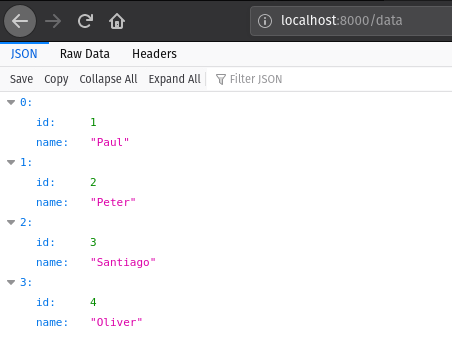 localhost:8000/data
JSON Raw Data Headers
Save Copy Collapse All Expand All Filter JSON
0:
id: 1
name: "Paul"
1:
id: 2
name: "Peter"
2:
id: 3
name: "Santiago"
3:
id: 4
name: "Oliver"